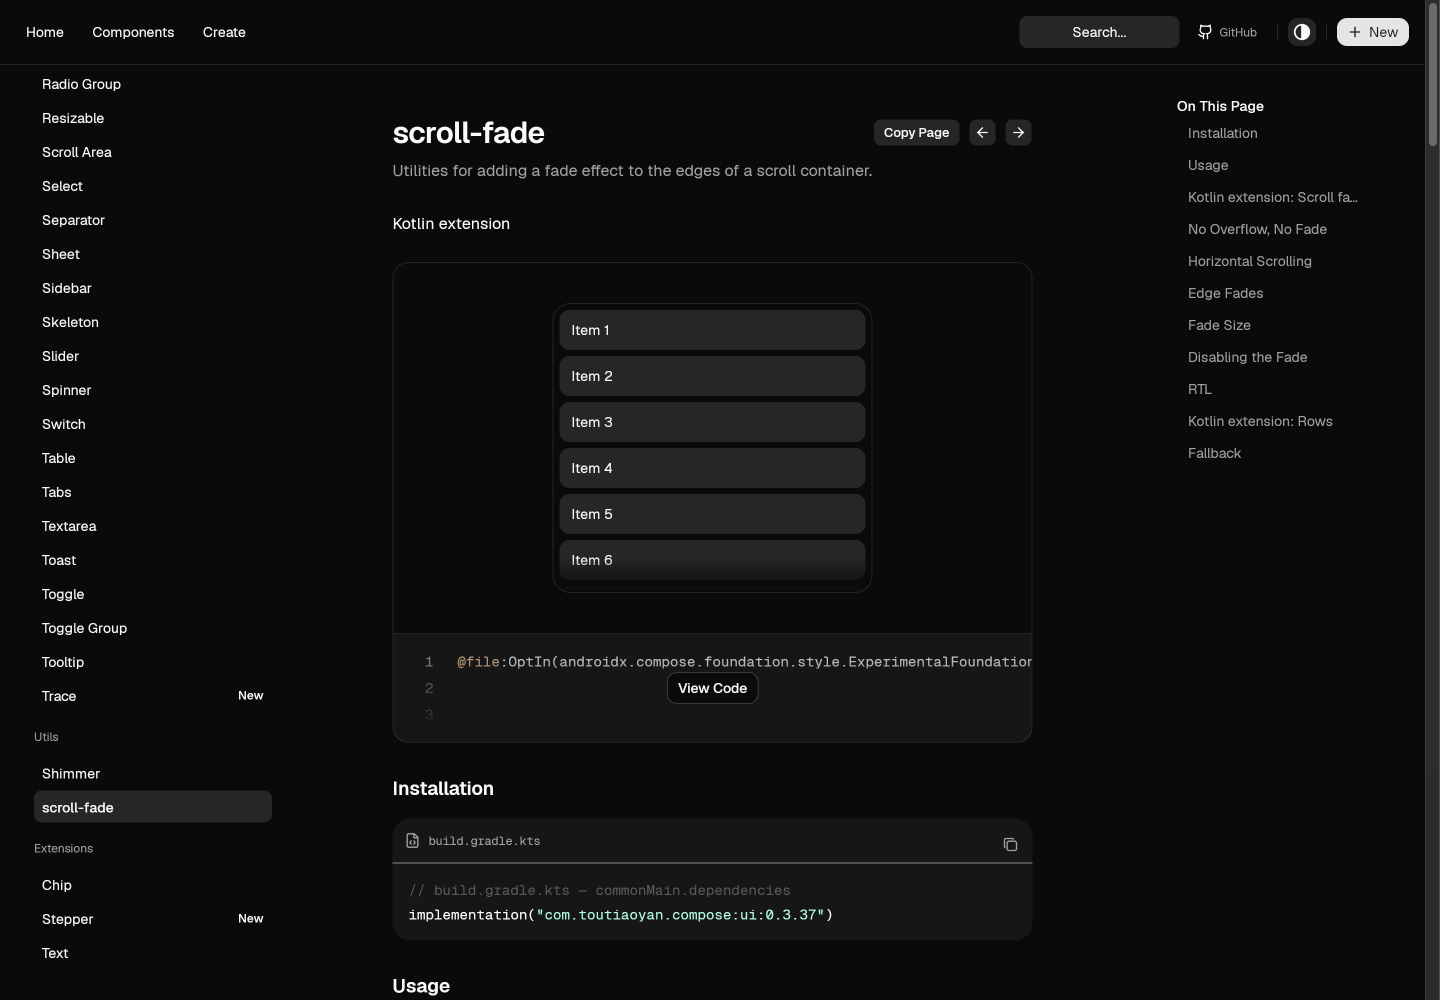 Home
Components
Create
Search...
GitHub
New
Radio Group
Resizable
Scroll Area
Select
Separator
Sheet
Sidebar
Skeleton
Slider
Spinner
Switch
Table
Tabs
Textarea
Toast
Toggle
Toggle Group
Tooltip
Trace New
Utils
Shimmer
scroll-fade
Extensions
Chip
Stepper New
Text
scroll-fade
Copy Page
Utilities for adding a fade effect to the edges of a scroll container.
Kotlin extension
Item 1
Item 2
Item 3
Item 4
Item 5
Item 6
1 @file:OptIn(androidx.compose.foundation.style.ExperimentalFoundation
2
View Code
3
Installation
build.gradle.kts
// build.gradle.kts — commonMain.dependencies
implementation("com.toutiaoyan.compose:ui:0.3.37")
Usage
On This Page
Installation
Usage
Kotlin extension: Scroll fa…
No Overflow, No Fade
Horizontal Scrolling
Edge Fades
Fade Size
Disabling the Fade
RTL
Kotlin extension: Rows
Fallback